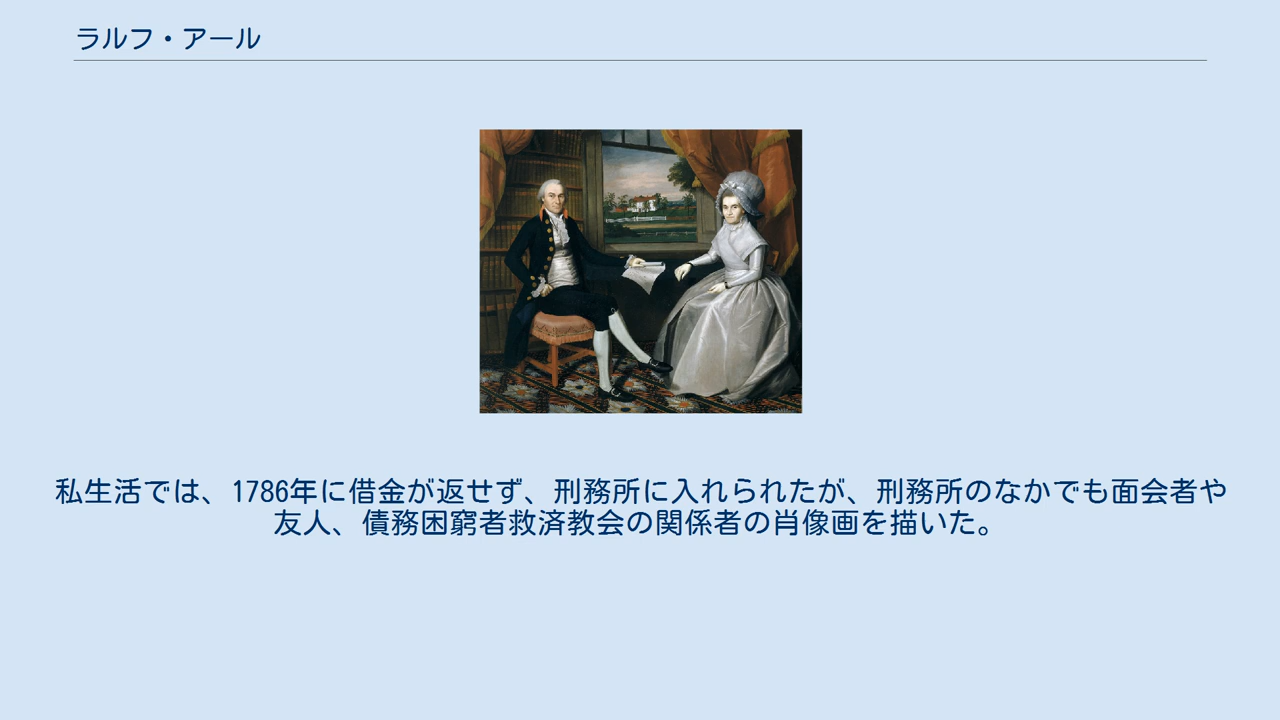 ラルフ・アール
私生活では、1786年に借金が返せず、刑務所に入れられたが、刑務所のなかでも面会者や
友人、債務困窮者救済教会の関係者の肖像画を描いた。